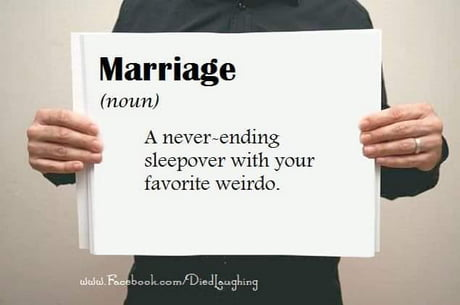 Marriage
(noun)
A never-ending
sleepover with your
favorite weirdo.
www.Facebook.com/DiedLaughing